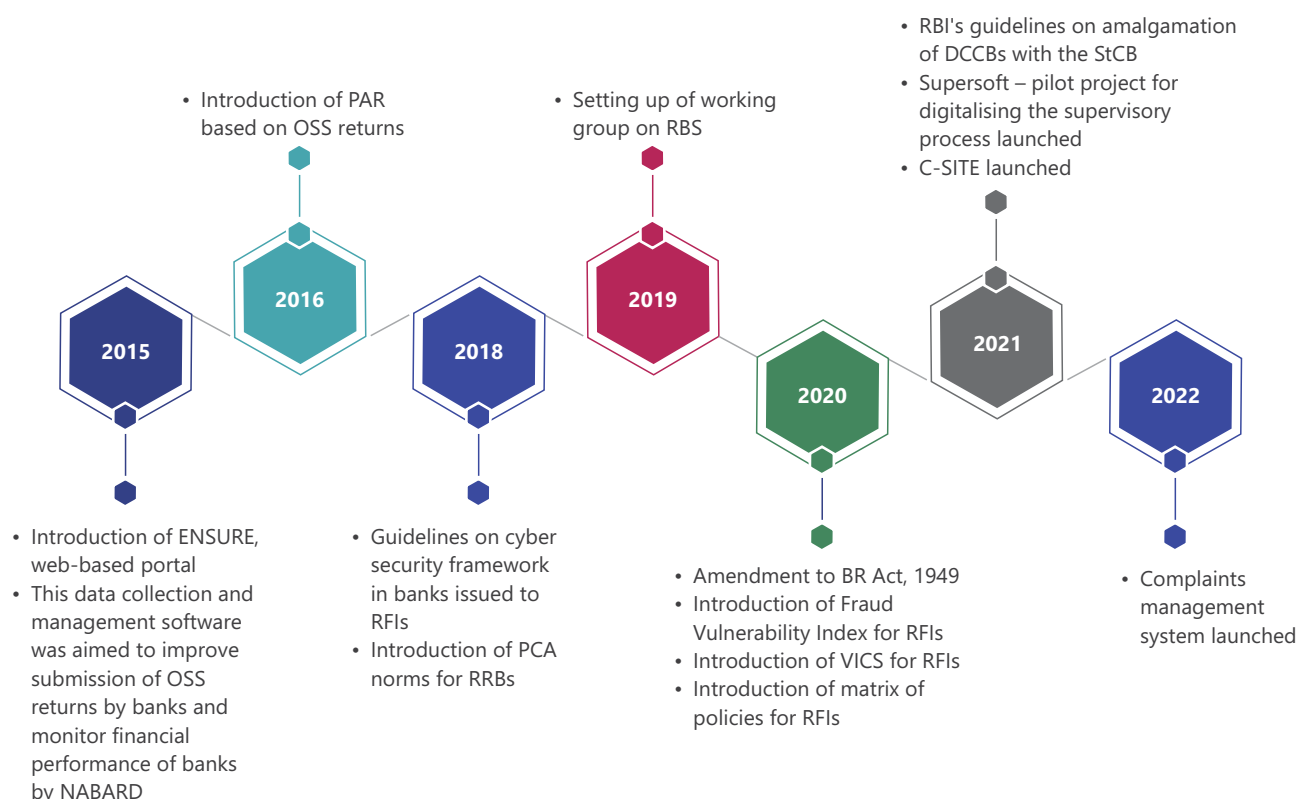 2015
• Introduction of ENSURE,
web-based portal
• This data collection and
management software
was aimed to improve
submission of OSS
returns by banks and
monitor financial
performance of banks
by NABARD
• Introduction of PAR
based on OSS returns
2016
2018
• Guidelines on cyber
security framework
in banks issued to
RFIs
• Introduction of PCA
norms for RRBs
• Setting up of working
group on RBS
2019
2020
• Amendment to BR Act, 1949
• Introduction of Fraud
Vulnerability Index for RFIs
• Introduction of VICS for RFIs
• Introduction of matrix of
policies for RFIs
• RBI's guidelines on amalgamation
of DCCBs with the StCB
• Supersoft – pilot project for
digitalising the supervisory
process launched
• C-SITE launched
2021
2022
• Complaints
management
system launched